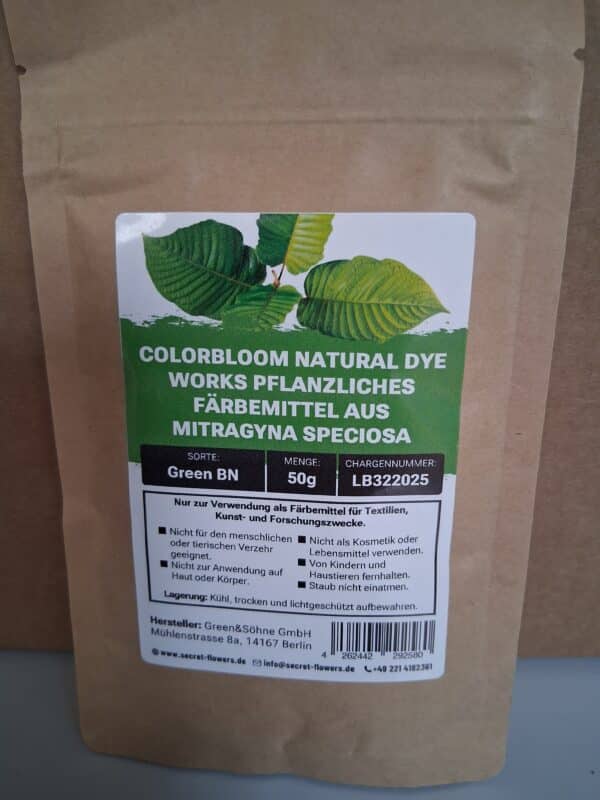 COLORBLOOM NATURAL DYE
WORKS PFLANZLICHES
FÄRBEMITTEL AUS
MITRAGYNA SPECIOSA
SORTE:
Green BN
MENGE:
50g
CHARGENNUMMER:
LB322025
Nur zur Verwendung als Färbemittel für Textilien,
Kunst- und Forschungszwecke.
Nicht für den menschlichen
oder tierischen Verzehr
geeignet.
Nicht zur Anwendung auf
Haut oder Körper.
Nicht als Kosmetik oder
Lebensmittel verwenden.
Von Kindern und
Haustieren fernhalten.
Staub nicht einatmen.
Lagerung: Kühl, trocken und lichtgeschützt aufbewahren.
Hersteller: Green&Söhne GmbH
Mühlenstrasse 8a, 14167 Berlin
4 262442 292580
www.secret-flowers.de info@secret-flowers.de +49 221 4182361